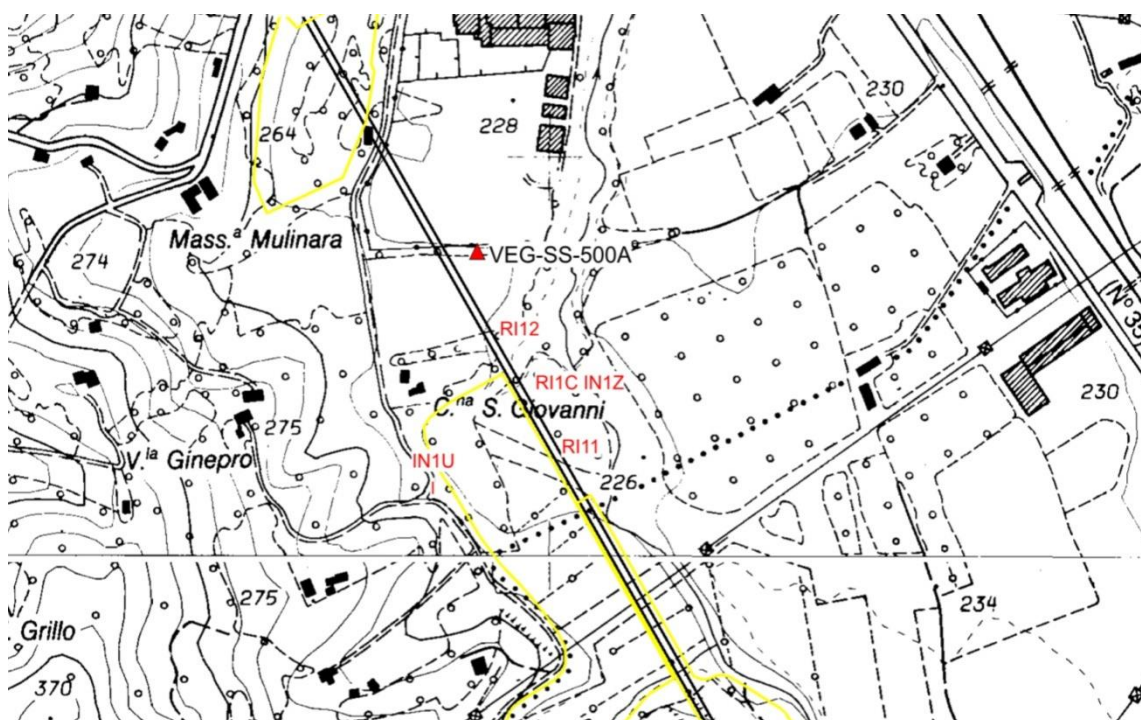 230
264
228
Mass.ª Mulinara
VEG-SS-500A
274
RI12
RI1C IN1Z
C.na S. Giovanni
230
275
RI11
V.la Ginepro
IN1U
226
275
234
Grillo
370